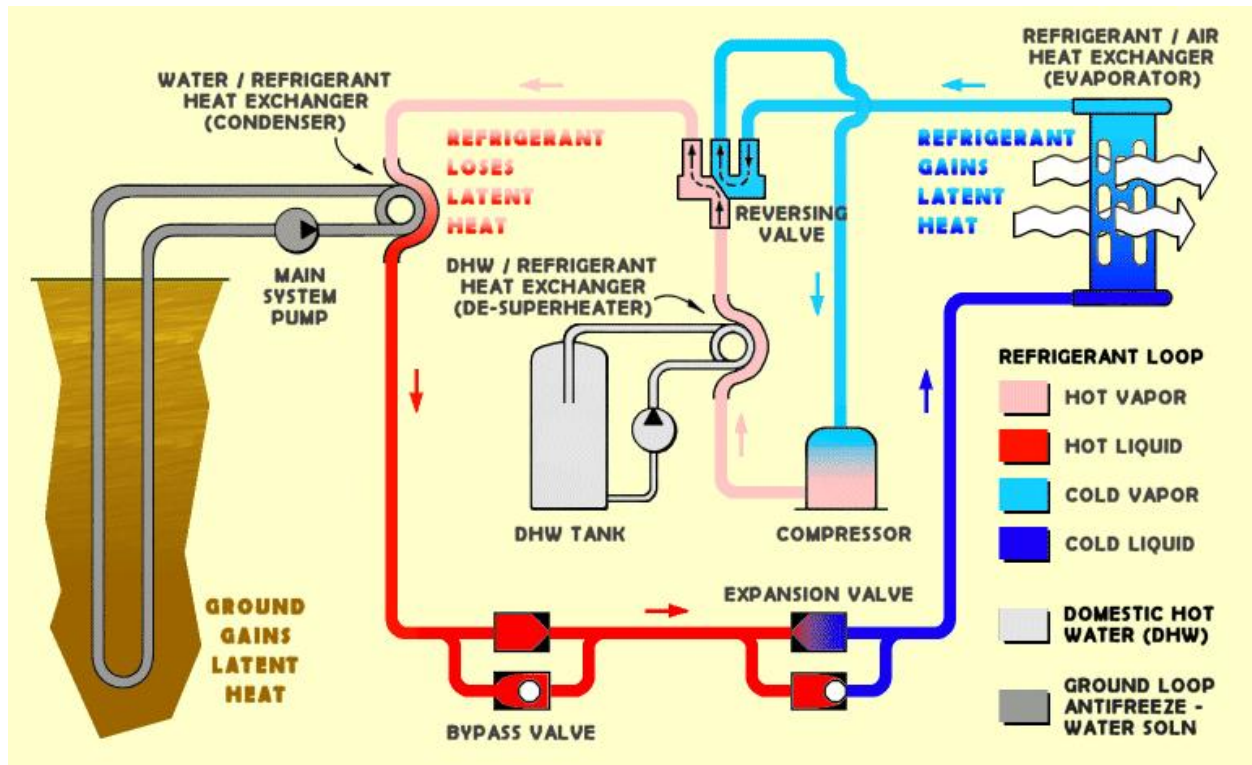 WATER / REFRIGERANT
HEAT EXCHANGER
(CONDENSER)
REFRIGERANT / AIR
HEAT EXCHANGER
(EVAPORATOR)
REFRIGERANT
LOSES
LATENT
HEAT
REFRIGERANT
GAINS
LATENT
HEAT
REVERSING
VALVE
MAIN
SYSTEM
PUMP
DHW / REFRIGERANT
HEAT EXCHANGER
(DE-SUPERHEATER)
DHW TANK
COMPRESSOR
REFRIGERANT LOOP
HOT VAPOR
HOT LIQUID
COLD VAPOR
COLD LIQUID
DOMESTIC HOT
WATER (DHW)
GROUND LOOP
ANTIFREEZE -
WATER SOLN
GROUND
GAINS
LATENT
HEAT
EXPANSION VALVE
BYPASS VALVE